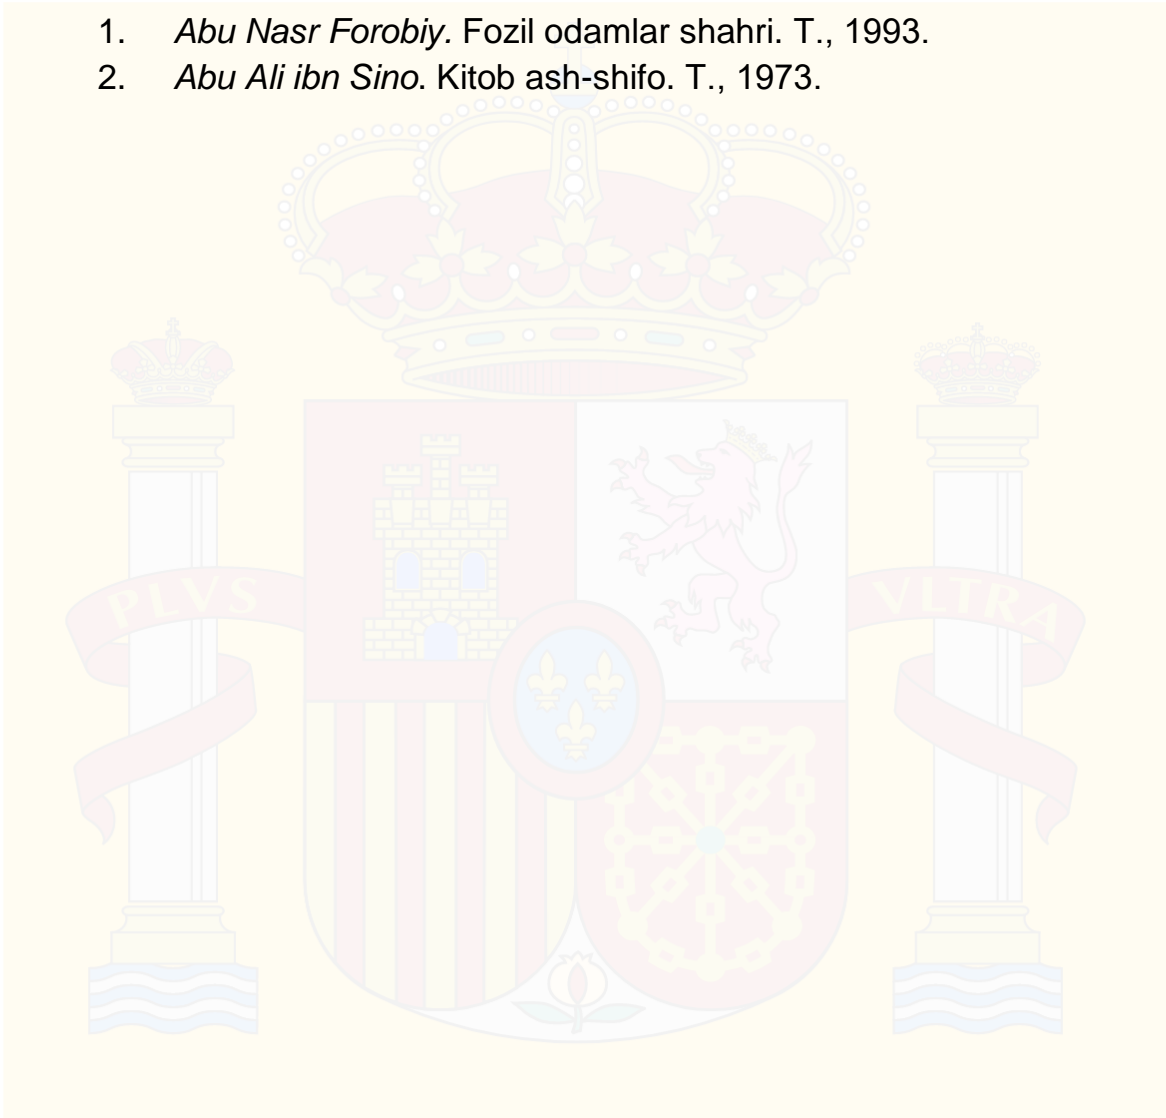 1. Abu Nasr Forobiy. Fozil odamlar shahri. T., 1993.
2. Abu Ali ibn Sino. Kitob ash-shifo. T., 1973.
PLVS VLTRA